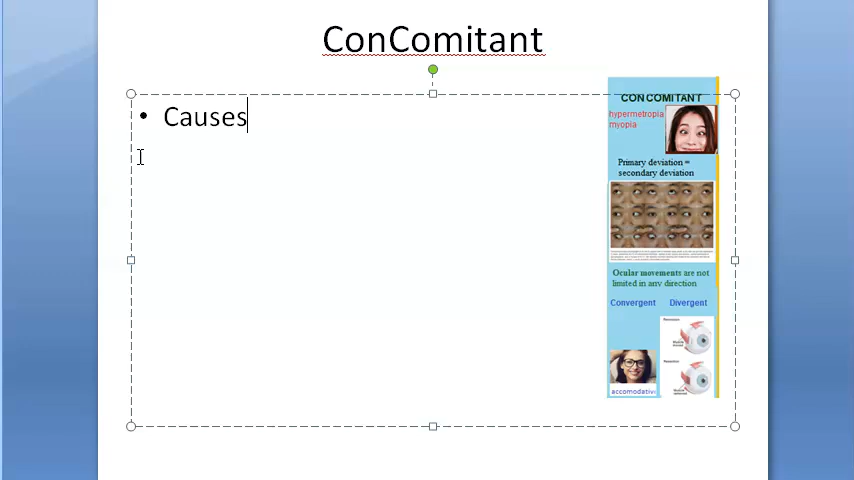 ConComitant
• Causes
CONCOMITANT
hypermetropia
myopia
Primary deviation =
secondary deviation
Ocular movements are not
limited in any direction
Convergent Divergent
accomodative